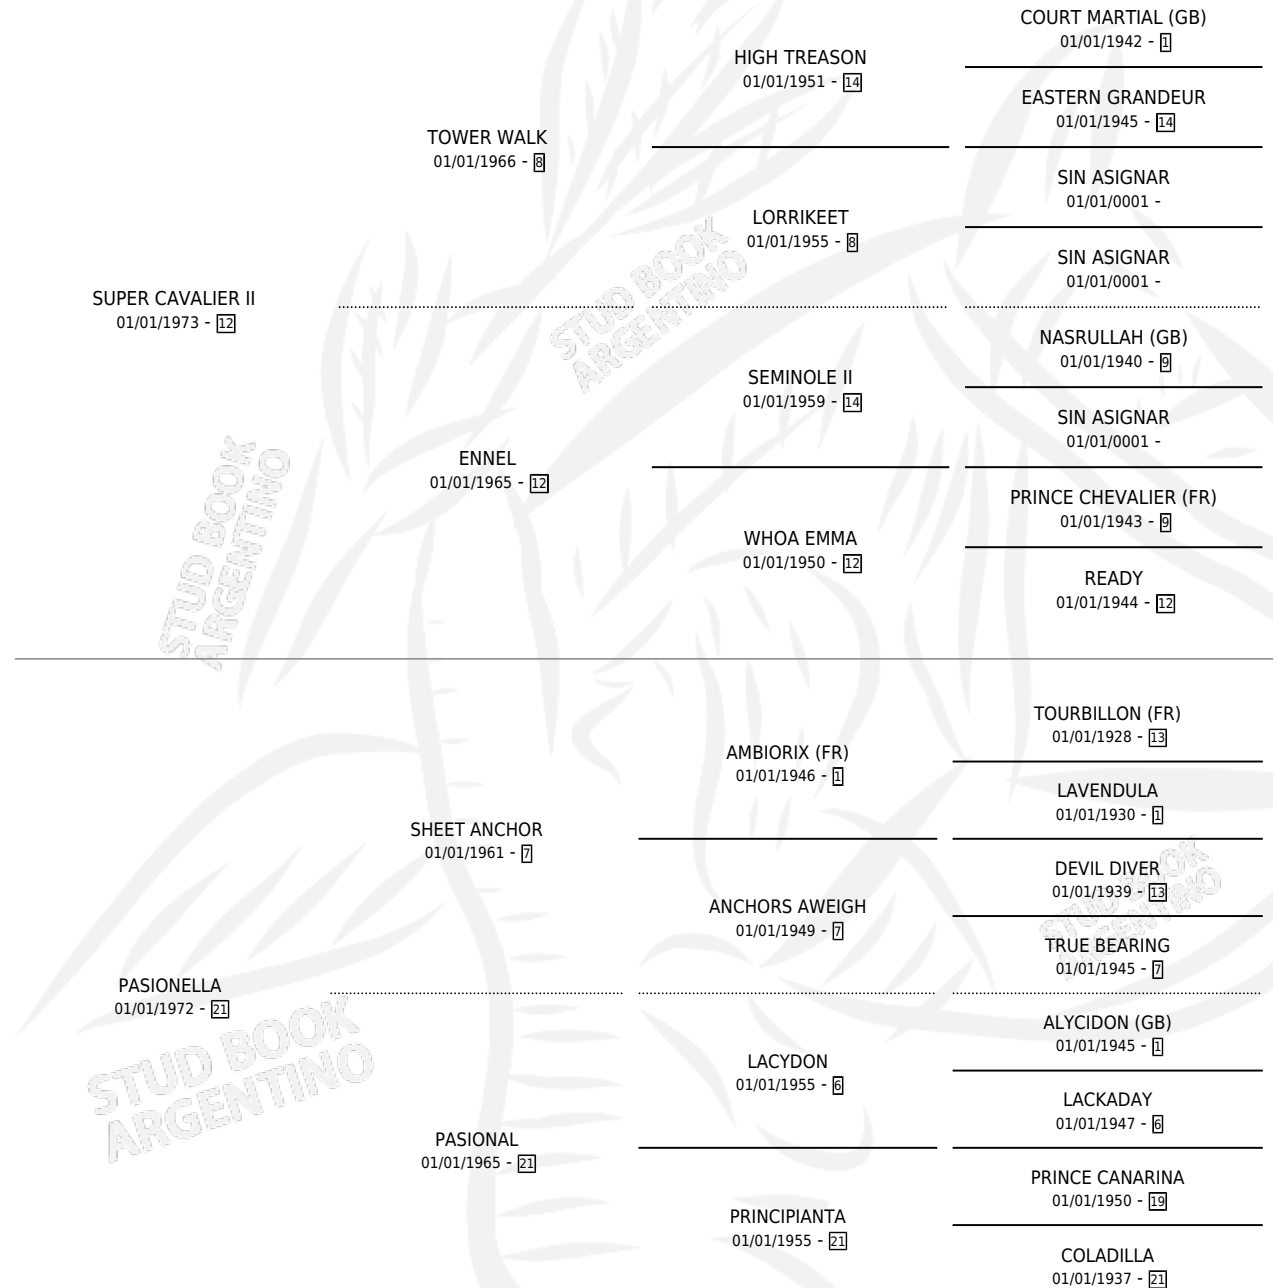 COURT MARTIAL (GB)
01/01/1942 - 1
HIGH TREASON
01/01/1951 - 14
EASTERN GRANDEUR
01/01/1945 - 14
TOWER WALK
01/01/1966 - 8
SIN ASIGNAR
01/01/0001 -
LORRIKEET
01/01/1955 - 8
SIN ASIGNAR
01/01/0001 -
SUPER CAVALIER II
01/01/1973 - 12
STUD BOOK
ARGENTINO
NASRULLAH (GB)
01/01/1940 - 9
SEMINOLE II
01/01/1959 - 14
SIN ASIGNAR
01/01/0001 -
ENNEL
01/01/1965 - 12
PRINCE CHEVALIER (FR)
01/01/1943 - 9
WHOA EMMA
01/01/1950 - 12
READY
01/01/1944 - 12
STUD BOOK
ARGENTINO
TOURBILLON (FR)
01/01/1928 - 13
AMBIORIX (FR)
01/01/1946 - 1
LAVENDULA
01/01/1930 - 1
SHEET ANCHOR
01/01/1961 - 7
DEVIL DIVER
01/01/1939 - 13
ANCHORS AWEIGH
01/01/1949 - 7
TRUE BEARING
01/01/1945 - 7
STUD BOOK
ARGENTINO
PASIONELLA
01/01/1972 - 21
ALYCIDON (GB)
01/01/1945 - 1
LACYDON
01/01/1955 - 6
LACKADAY
01/01/1947 - 6
STUD BOOK
ARGENTINO
PASIONAL
01/01/1965 - 21
PRINCE CANARINA
01/01/1950 - 19
PRINCIPIANTA
01/01/1955 - 21
COLADILLA
01/01/1937 - 21